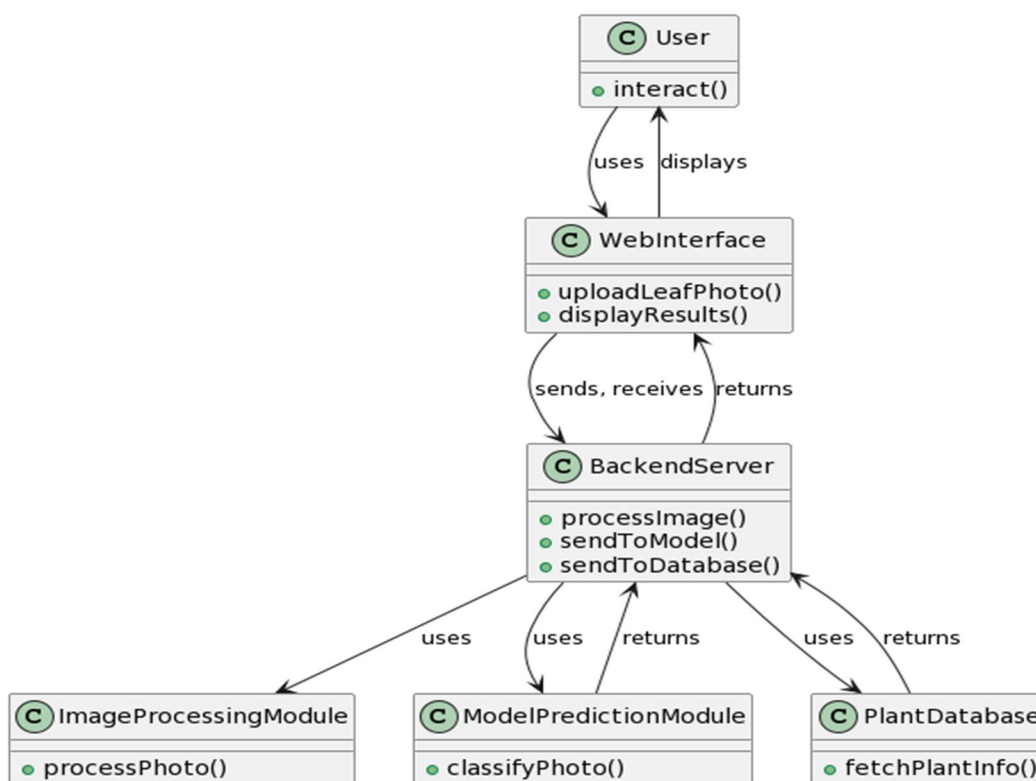 C User
interact()
uses displays
C WebInterface
uploadLeafPhoto()
displayResults()
sends, receives returns
C BackendServer
processImage()
sendToModel()
sendToDatabase()
uses uses returns uses returns
C ImageProcessingModule C ModelPredictionModule C PlantDatabase
processPhoto() classifyPhoto() fetchPlantInfo()